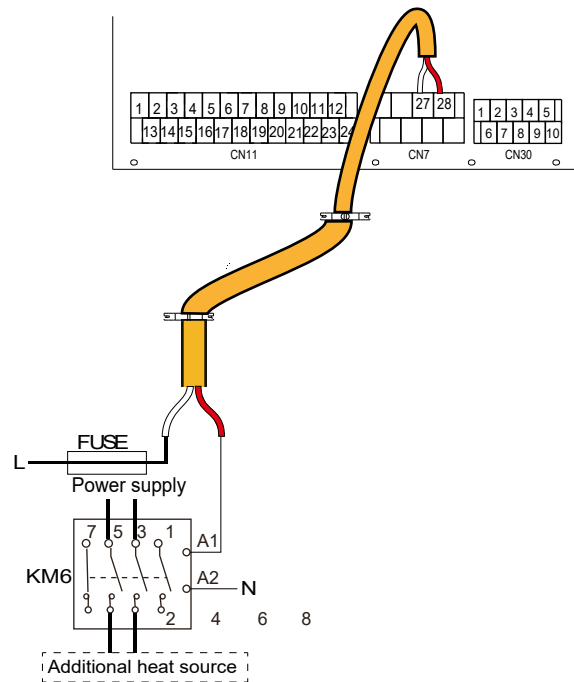 27 28
1 2 3 4 5 6 7 8 9 10 11 12
1 2 3 4 5
13 14 15 16 17 18 19 20 21 22 23 24
6 7 8 9 10
CN11 CN7 CN30
FUSE
L
Power supply
7 5 3 1 A1
KM6
A2 N
2 4 6 8
Additional heat source